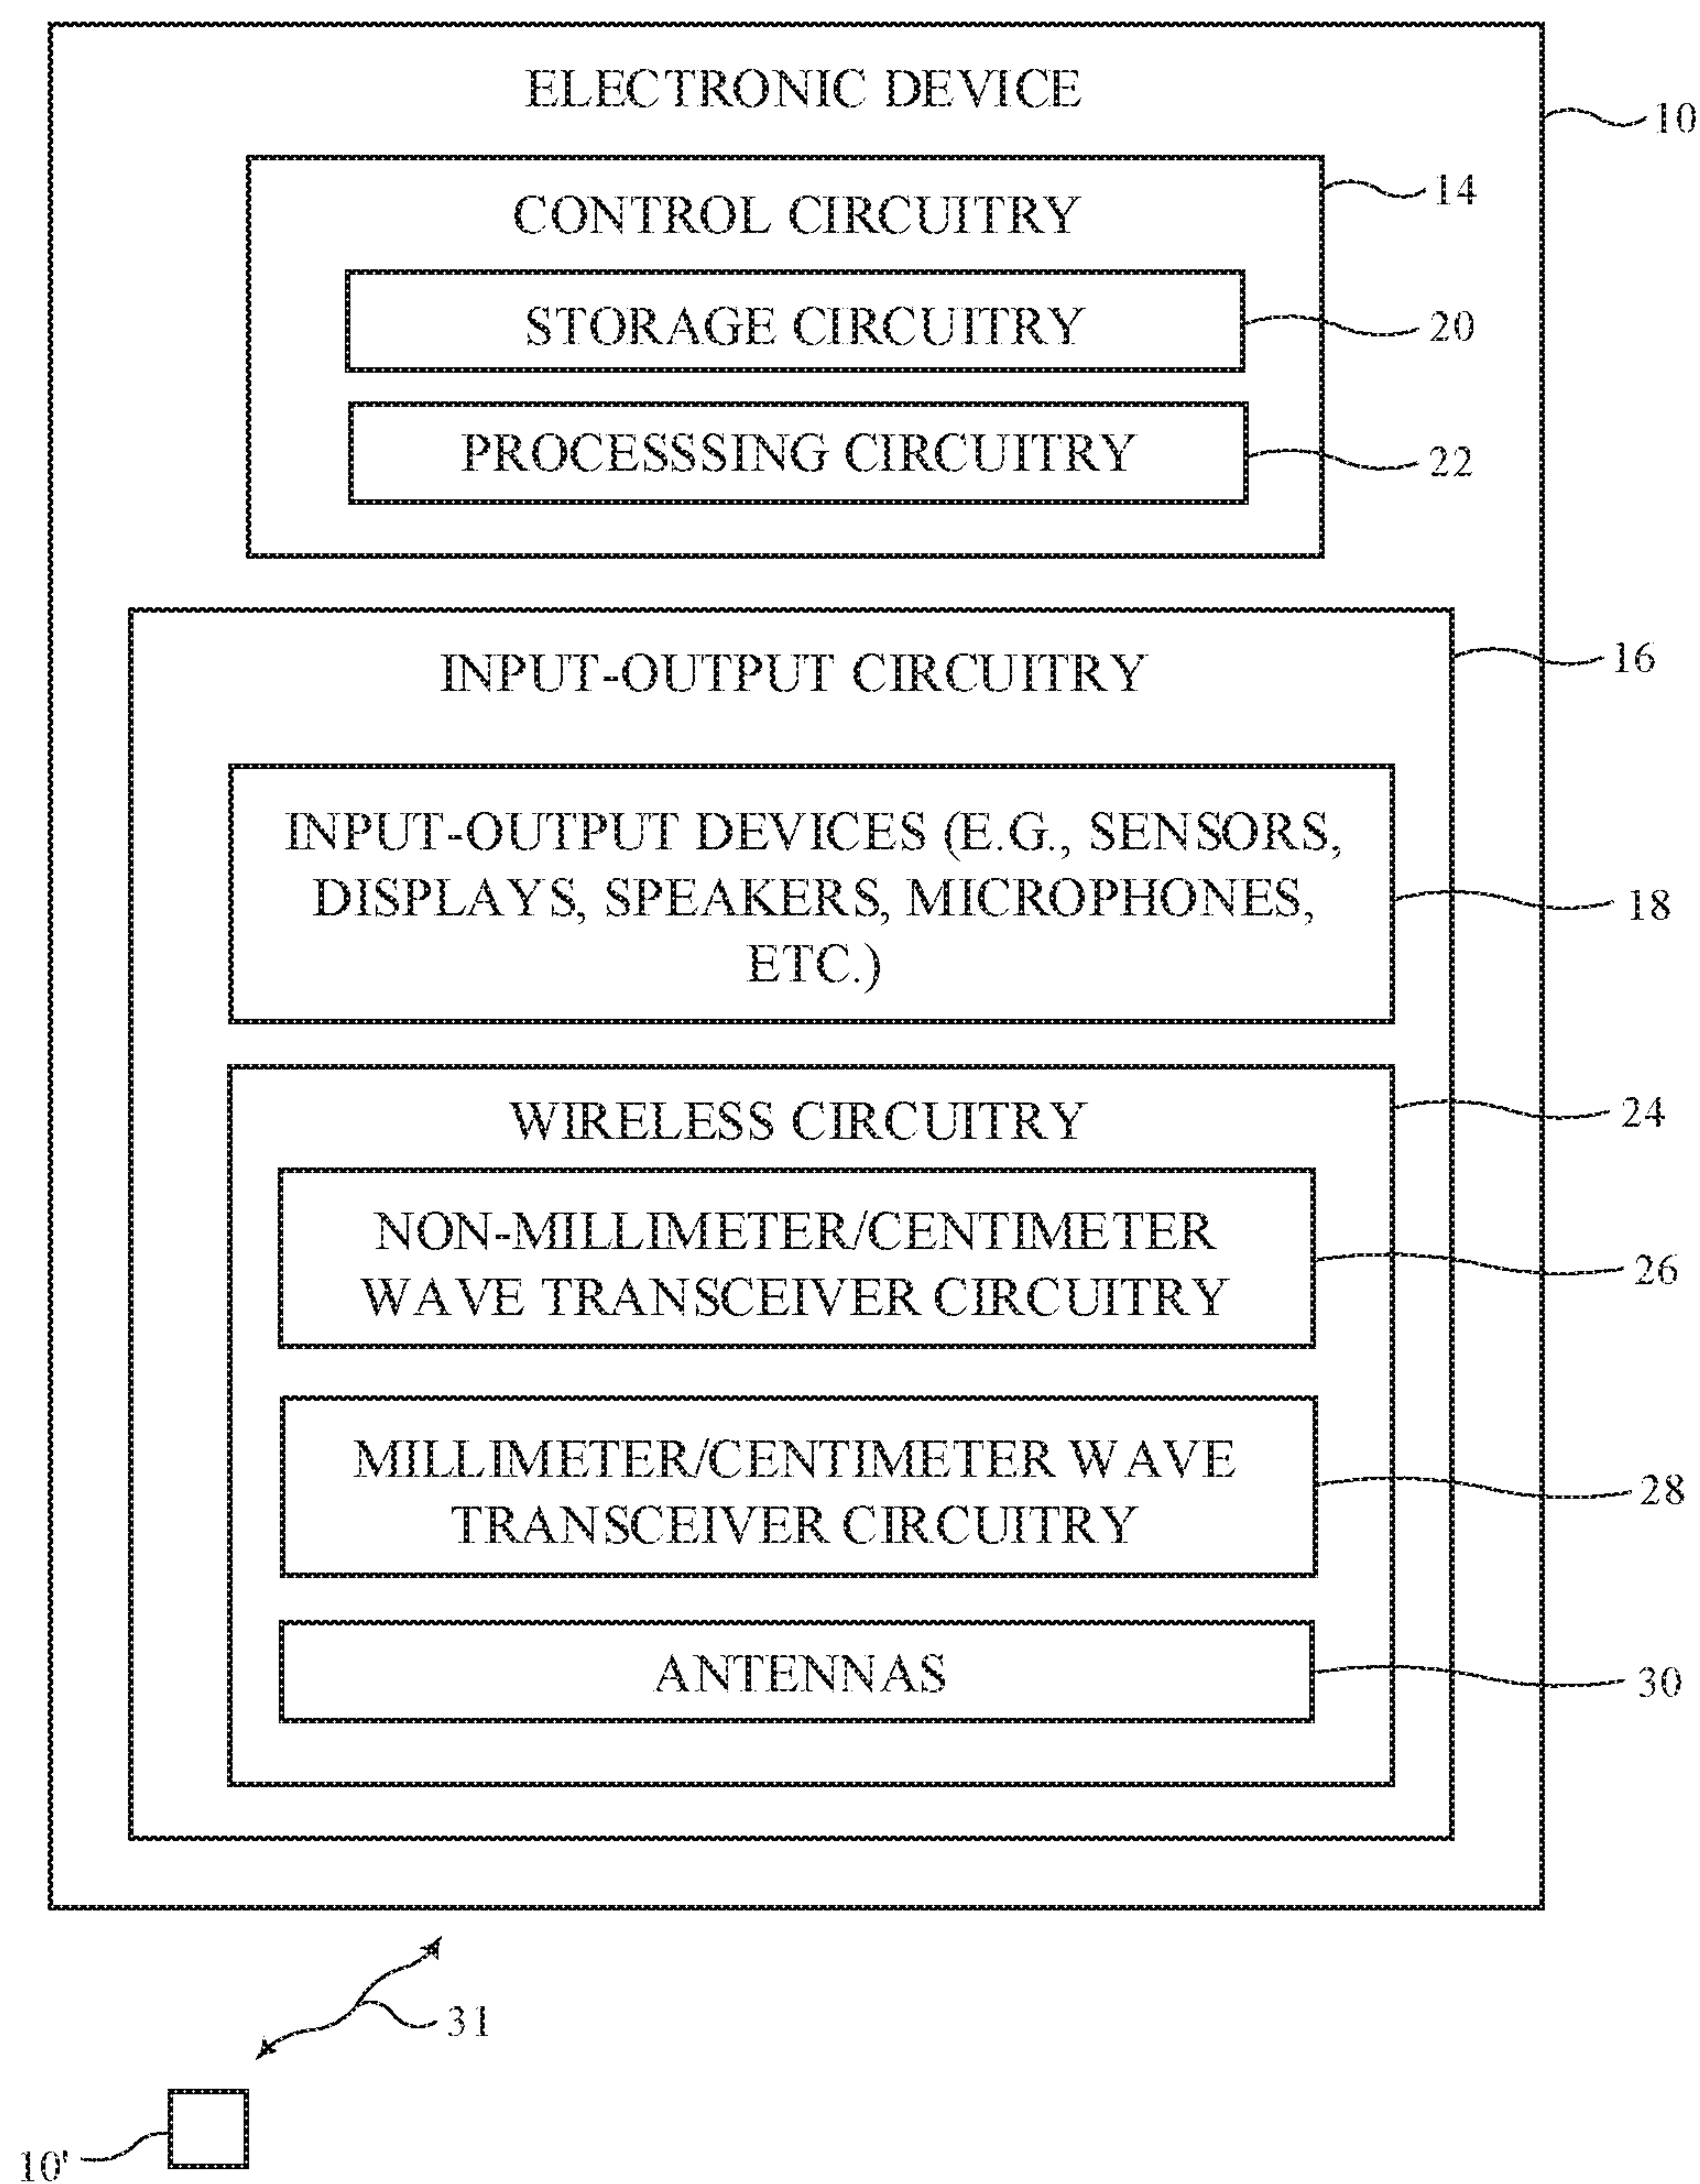 ELECTRONIC DEVICE
10
CONTROL CIRCUITRY
14
STORAGE CIRCUITRY
20
PROCESSSING CIRCUITRY
22
INPUT-OUTPUT CIRCUITRY
16
INPUT-OUTPUT DEVICES (E.G., SENSORS,
DISPLAYS, SPEAKERS, MICROPHONES,
ETC.)
18
WIRELESS CIRCUITRY
24
NON-MILLIMETER/CENTIMETER
WAVE TRANSCEIVER CIRCUITRY
26
MILLIMETER/CENTIMETER WAVE
TRANSCEIVER CIRCUITRY
28
ANTENNAS
30
31
10'